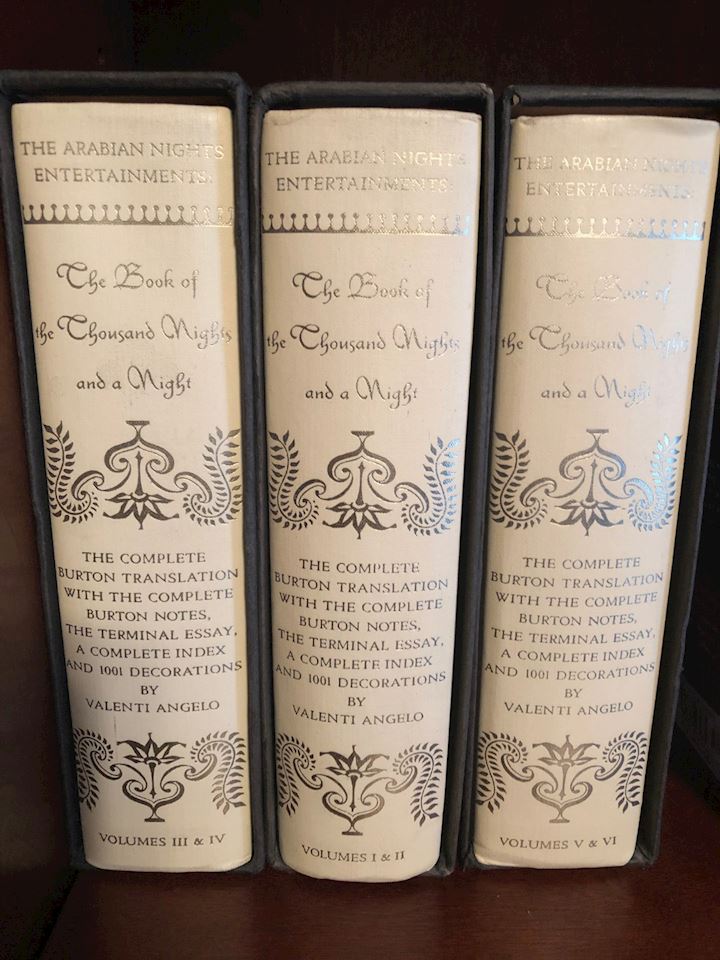 THE ARABIAN NIGHTS
ENTERTAINMENTS:
The Book of
the Thousand Nights
and a Night
THE COMPLETE
BURTON TRANSLATION
WITH THE COMPLETE
BURTON NOTES,
THE TERMINAL ESSAY,
A COMPLETE INDEX
AND 1001 DECORATIONS
BY
VALENTI ANGELO
VOLUMES III & IV
THE ARABIAN NIGHTS
ENTERTAINMENTS:
The Book of
the Thousand Nights
and a Night
THE COMPLETE
BURTON TRANSLATION
WITH THE COMPLETE
BURTON NOTES,
THE TERMINAL ESSAY,
A COMPLETE INDEX
AND 1001 DECORATIONS
BY
VALENTI ANGELO
VOLUMES I & II
THE ARABIAN NIGHTS
ENTERTAINMENTS:
The Book of
the Thousand Nights
and a Night
THE COMPLETE
BURTON TRANSLATION
WITH THE COMPLETE
BURTON NOTES,
THE TERMINAL ESSAY,
A COMPLETE INDEX
AND 1001 DECORATIONS
BY
VALENTI ANGELO
VOLUMES V & VI